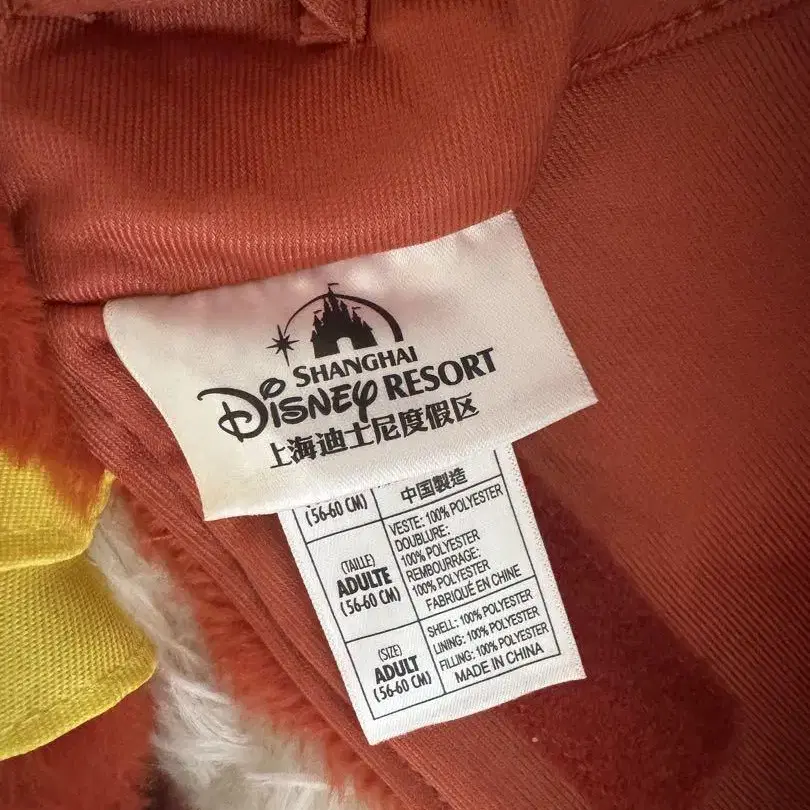 SHANGHAI
Disney RESORT
上海迪士尼度假区
(56-60 CM)
中国製造
(TAILLE)
ADULTE
(56-60 CM)
VESTE: 100% POLYESTER
DOUBLURE:
100% POLYESTER
REMBOURRAGE:
100% POLYESTER
FABRIQUÉ EN CHINE
(SIZE)
ADULT
(56-60 CM)
SHELL: 100% POLYESTER
LINING: 100% POLYESTER
FILLING: 100% POLYESTER
MADE IN CHINA